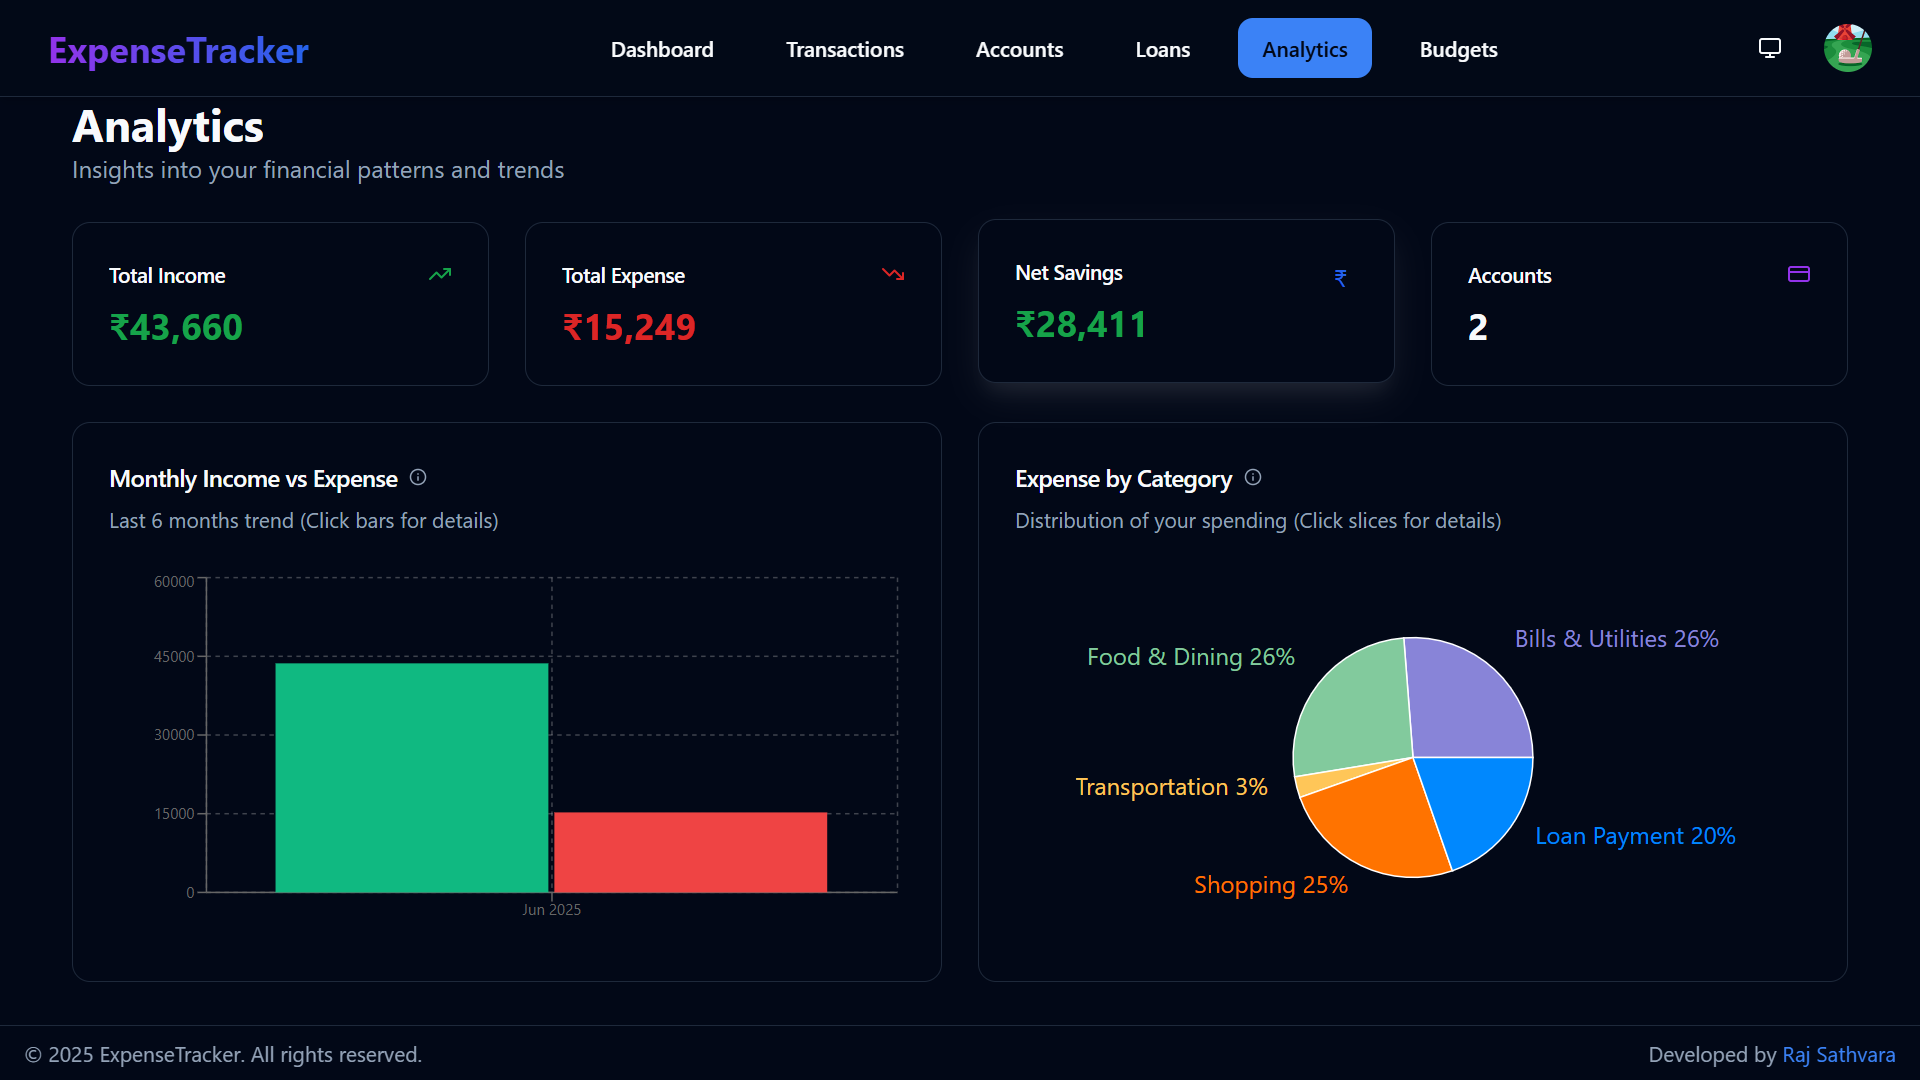 ExpenseTracker
Dashboard
Transactions
Accounts
Loans
Analytics
Budgets
Analytics
Insights into your financial patterns and trends
Total Income
₹43,660
Total Expense
₹15,249
Net Savings
₹
₹28,411
Accounts
2
Monthly Income vs Expense
Last 6 months trend (Click bars for details)
60000
45000
30000
15000
0
Jun 2025
Expense by Category
Distribution of your spending (Click slices for details)
Bills & Utilities 26%
Food & Dining 26%
Transportation 3%
Loan Payment 20%
Shopping 25%
© 2025 ExpenseTracker. All rights reserved.
Developed by Raj Sathvara